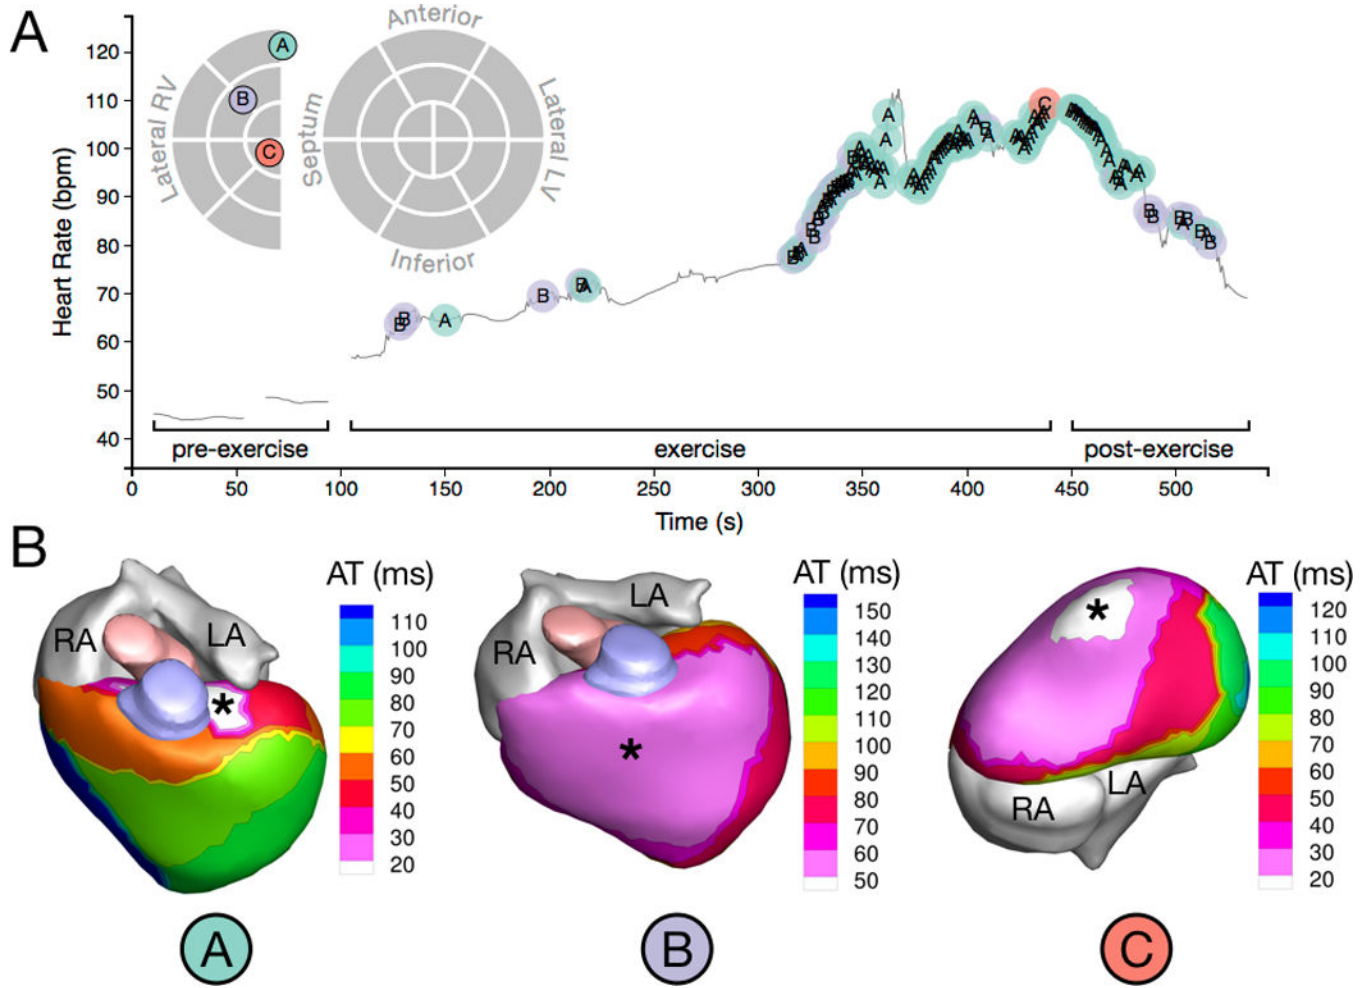 A
Heart Rate (bpm)
120
110
100
90
80
70
60
50
40
Lateral RV
A
B
C
Anterior
Septum
Lateral LV
Inferior
pre-exercise
exercise
post-exercise
0 50 100 150 200 250 300 350 400 450 500
Time (s)
B
RA
LA
*
AT (ms)
110
100
90
80
70
60
50
40
30
20
A
RA
LA
*
AT (ms)
150
140
130
120
110
100
90
80
70
60
50
B
*
RA
LA
AT (ms)
120
110
100
90
80
70
60
50
40
30
20
C